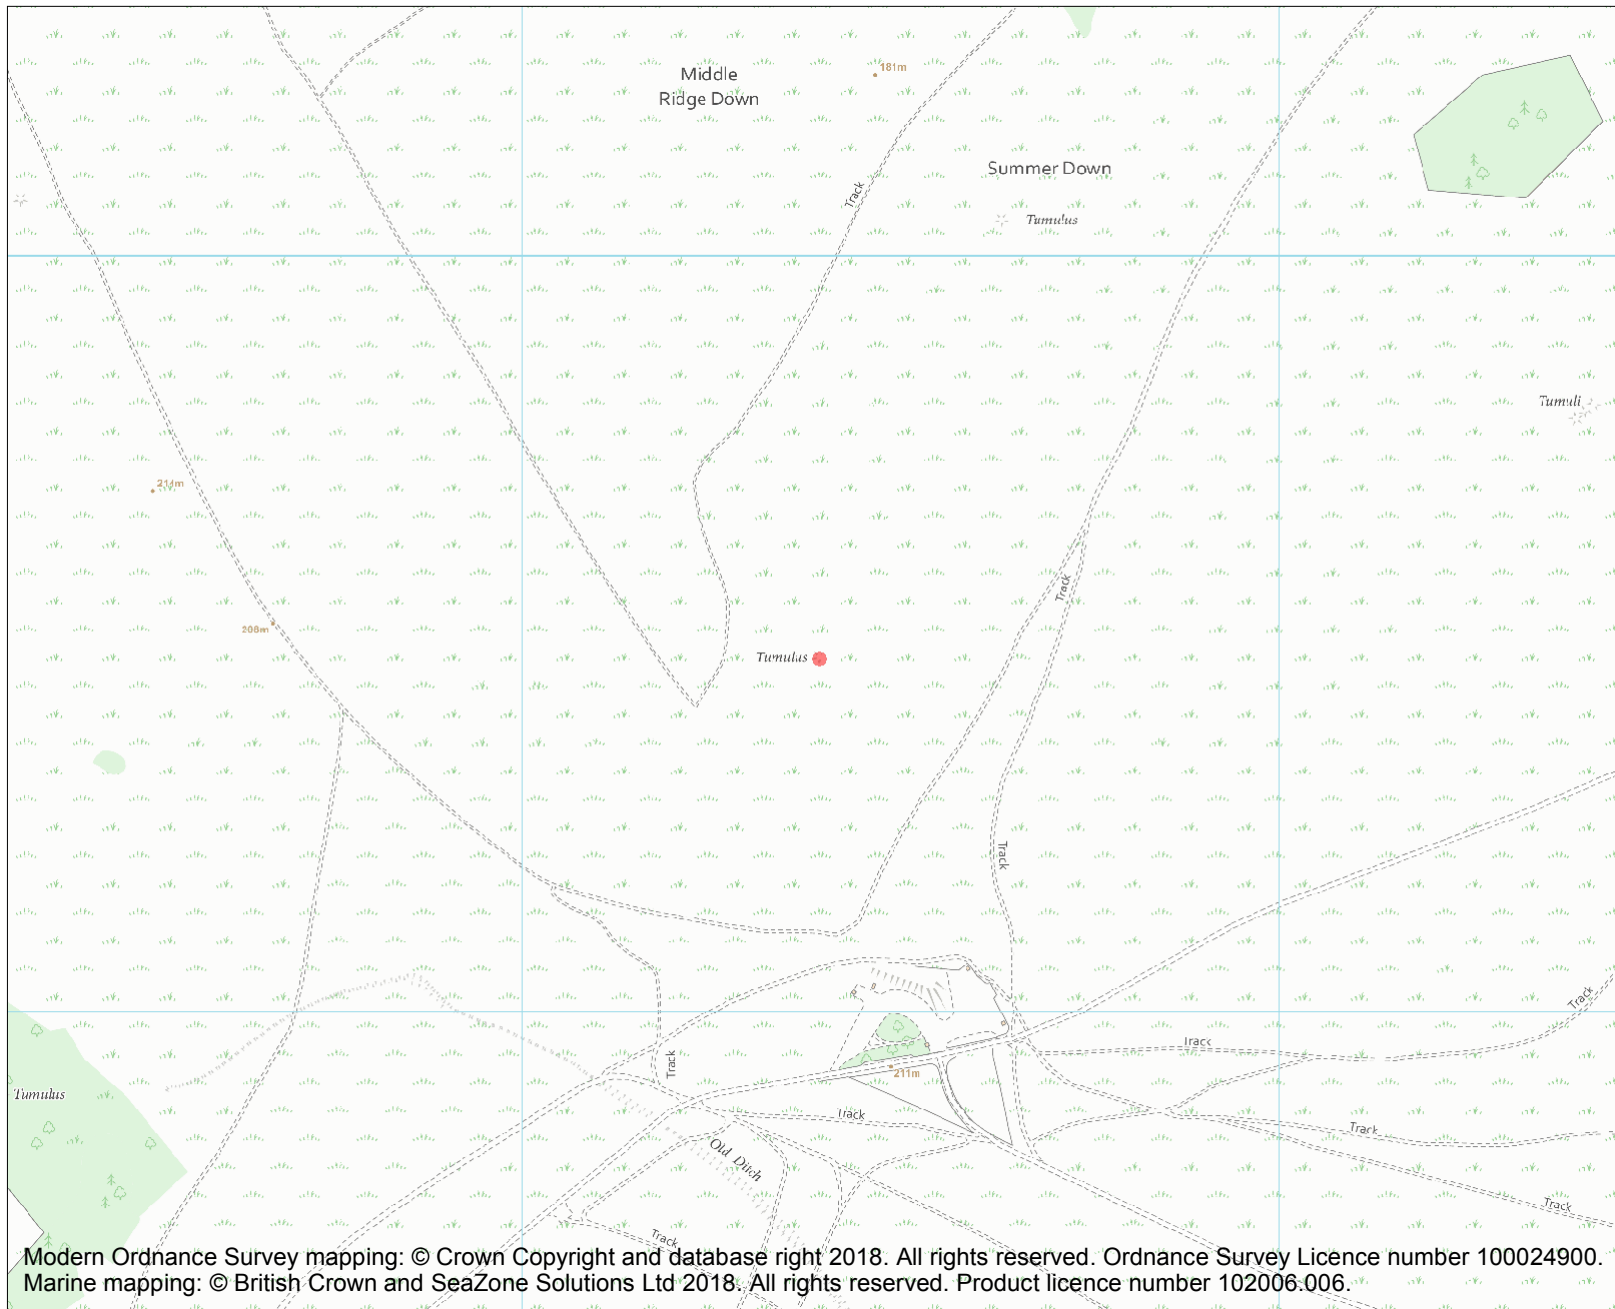 181m
Middle
Ridge Down
Summer Down
Track
Tumulus
Tumuli
211m
208m
Track
Tumulus
Track
Track
Track
Track
211m
Tumulus
Track
Track
Old Ditch
Track
Track
Modern Ordnance Survey mapping: © Crown Copyright and database right 2018. All rights reserved. Ordnance Survey Licence number 100024900.
Marine mapping: © British Crown and SeaZone Solutions Ltd 2018. All rights reserved. Product licence number 102006.006.